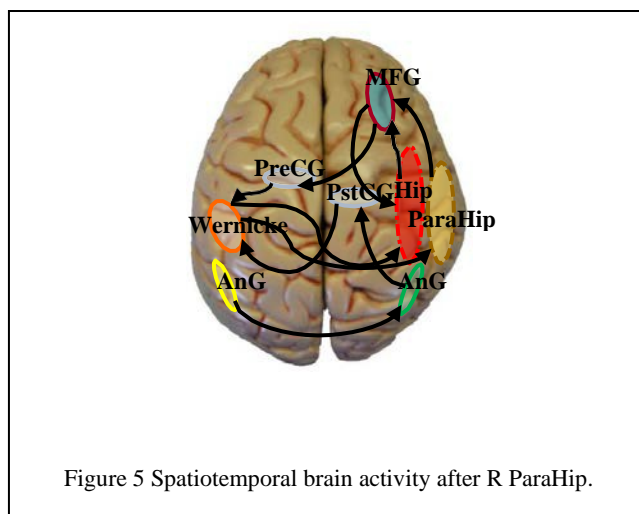 MFG
PreCG
PstCG Hip
Wernicke ParaHip
AnG AnG
Figure 5 Spatiotemporal brain activity after R ParaHip.